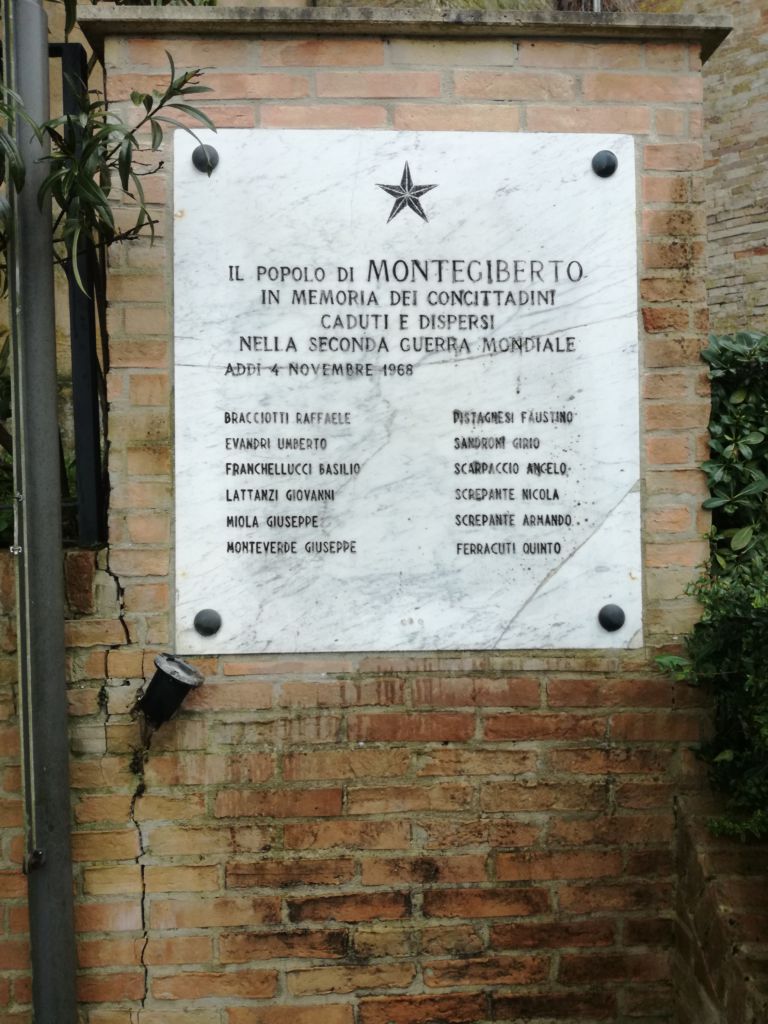 IL POPOLO DI MONTEGIBERTO
IN MEMORIA DEI CONCITTADINI
CADUTI E DISPERSI
NELLA SECONDA GUERRA MONDIALE
ADDI 4 NOVEMBRE 1968
BRACCIOTTI RAFFAELE
EVANDRI UMBERTO
FRANCHELLUCCI BASILIO
LATTANZI GIOVANNI
MIOLA GIUSEPPE
MONTEVERDE GIUSEPPE
PISTAGNESI FAUSTINO
SANDRONI GIRIO
SCARPACCIO ANGELO
SCREPANTE NICOLA
SCREPANTE ARMANDO
FERRACUTI QUINTO